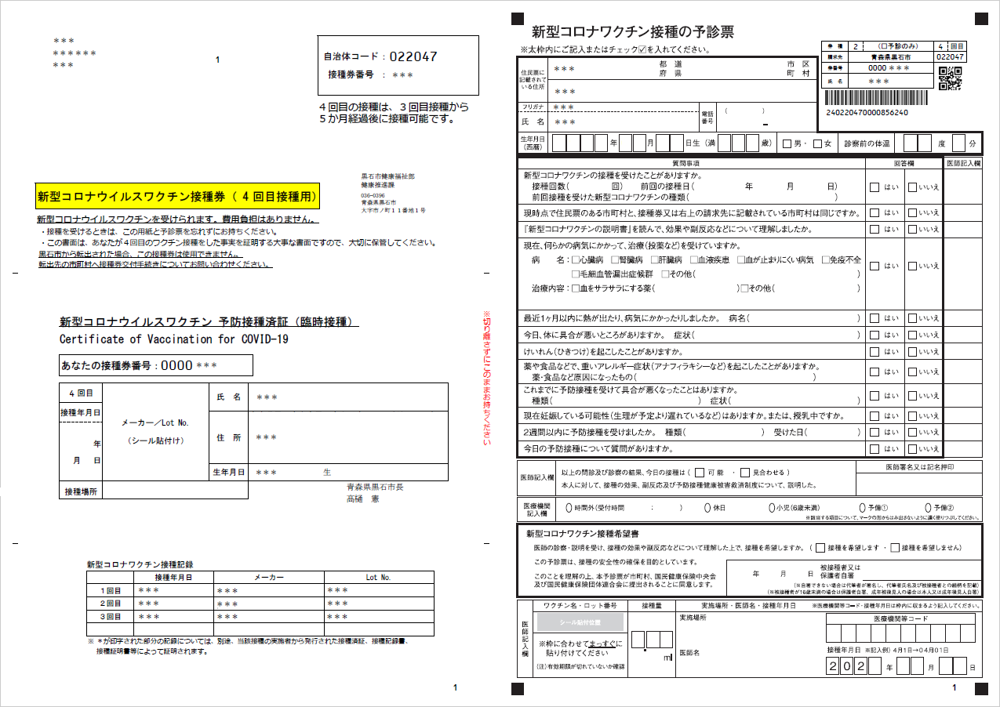 ***
******
***
1
自治体コード：022047
接種券番号 ：***
４回目の接種は、３回目接種から
５か月経過後に接種可能です。
黒石市健康福祉部
健康推進課
036-0396
青森県黒石市
大字市ノ町１１番地１号
新型コロナウイルスワクチン接種券（ 4 回目接種用）
新型コロナウイルスワクチンを受けられます。費用負担はありません。
・接種を受けるときは、この用紙と予診票を忘れずにお持ちください。
・この書面は、あなたが４回目のワクチン接種をした事実を証明する大事な書面ですので、大切に保管してください。
黒石市から転出された場合、この接種券は使用できません。
転出先の市町村へ接種券交付手続きについてお問い合わせください。
※切り離さずにこのままお持ちください
新型コロナウイルスワクチン 予防接種済証（臨時接種）
Certificate of Vaccination for COVID-19
あなたの接種券番号：0000 ***
4 回目
接種年月日
年
月 日
メーカー／Lot No.
（シール貼付け）
氏 名 ***
住 所 ***
生年月日 *** 生
接種場所
青森県黒石市長
高樋 憲
新型コロナワクチン接種記録
接種年月日 メーカー Lot No.
1回目 *** *** ***
2回目 *** *** ***
3回目 *** *** ***
※ ＊が印字された部分の記録については、別途、当該接種の実施者から発行された接種済証、接種記録書、
接種証明書等によって証明されます。
1
新型コロナワクチン接種の予診票
※太枠内にご記入またはチェック☑を入れてください。
券 種 2 （□予診のみ） 4 回目
請求先 青森県黒石市 022047
券番号 0000 ***
氏 名 ***
240220470000856240
住民票に
記載されて
いる住所
*** 都 道 市 区
府 県 町 村
***
フリガナ ***
氏 名 ***
電話
番号
（ ）
－
生年月日
（西暦）
年 月 日生 （満 歳） □男・ □女 診察前の体温 度 分
質問事項 回答欄 医師記入欄
新型コロナワクチンの接種を受けたことがありますか。
接種回数（ 回） 前回の接種日（ 年 月 日） □はい □いいえ
前回接種を受けた新型コロナワクチンの種類（ ）
現時点で住民票のある市町村と、接種券又は右上の請求先に記載されている市町村は同じですか。 □はい □いいえ
『新型コロナワクチンの説明書』を読んで、効果や副反応などについて理解しましたか。 □はい □いいえ
現在、何らかの病気にかかって、治療（投薬など）を受けていますか。
病 名：□心臓病 □腎臓病 □肝臓病 □血液疾患 □血が止まりにくい病気 □免疫不全 □はい □いいえ
□毛細血管漏出症候群 □その他（ ）
治療内容：□血をサラサラにする薬（ ）□その他（ ）
最近１ヶ月以内に熱が出たり、病気にかかったりしましたか。 病名（ ） □はい □いいえ
今日、体に具合が悪いところがありますか。 症状（ ） □はい □いいえ
けいれん（ひきつけ）を起こしたことがありますか。 □はい □いいえ
薬や食品などで、重いアレルギー症状（アナフィラキシーなど）を起こしたことがありますか。
薬・食品など原因になったもの（ ） □はい □いいえ
これまでに予防接種を受けて具合が悪くなったことはありますか。
種類（ ） 症状（ ） □はい □いいえ
現在妊娠している可能性（生理が予定より遅れているなど）はありますか。または、授乳中ですか。 □はい □いいえ
2週間以内に予防接種を受けましたか。 種類（ ） 受けた日（ ） □はい □いいえ
今日の予防接種について質問がありますか。 □はい □いいえ
医師記入欄
以上の問診及び診察の結果、今日の接種は（ □ 可 能 ・ □ 見合わせる ）
本人に対して、接種の効果、副反応及び予防接種健康被害救済制度について、説明した。
医師署名又は記名押印
医療機関
記入欄
時間外（受付時間 ： ） 休日 小児（６歳未満） 予備① 予備②
※該当する項目について、マークの形からはみ出さないように濃く塗りつぶしてください。
新型コロナワクチン接種希望書
医師の診察・説明を受け、接種の効果や副反応などについて理解した上で、接種を希望しますか。（ □ 接種を希望します ・ □ 接種を希望しません）
この予診票は、接種の安全性の確保を目的としています。
このことを理解の上、本予診票が市町村、国民健康保険中央会
及び国民健康保険団体連合会に提出されることに同意します。
年 月 日
被接種者又は
保護者自署
（※自署できない場合は代筆者が署名し、代筆者氏名及び被接種者との続柄を記載）
（※被接種者が16歳未満の場合は保護者自署、成年被後見人の場合は本人又は成年後見人自署）
医師記入欄
ワクチン名・ロット番号 接種量 実施場所・医師名・接種年月日 ※医療機関等コード・接種年月日は枠内に収まるよう記入してください。
シール貼付位置
※枠に合わせてまっすぐに
貼り付けてください
（注）有効期限が切れていないか確認
ml
実施場所
医師名
医療機関等コード
接種年月日 ※記入例） 4月1日→04月01日
202 年 月 日
1